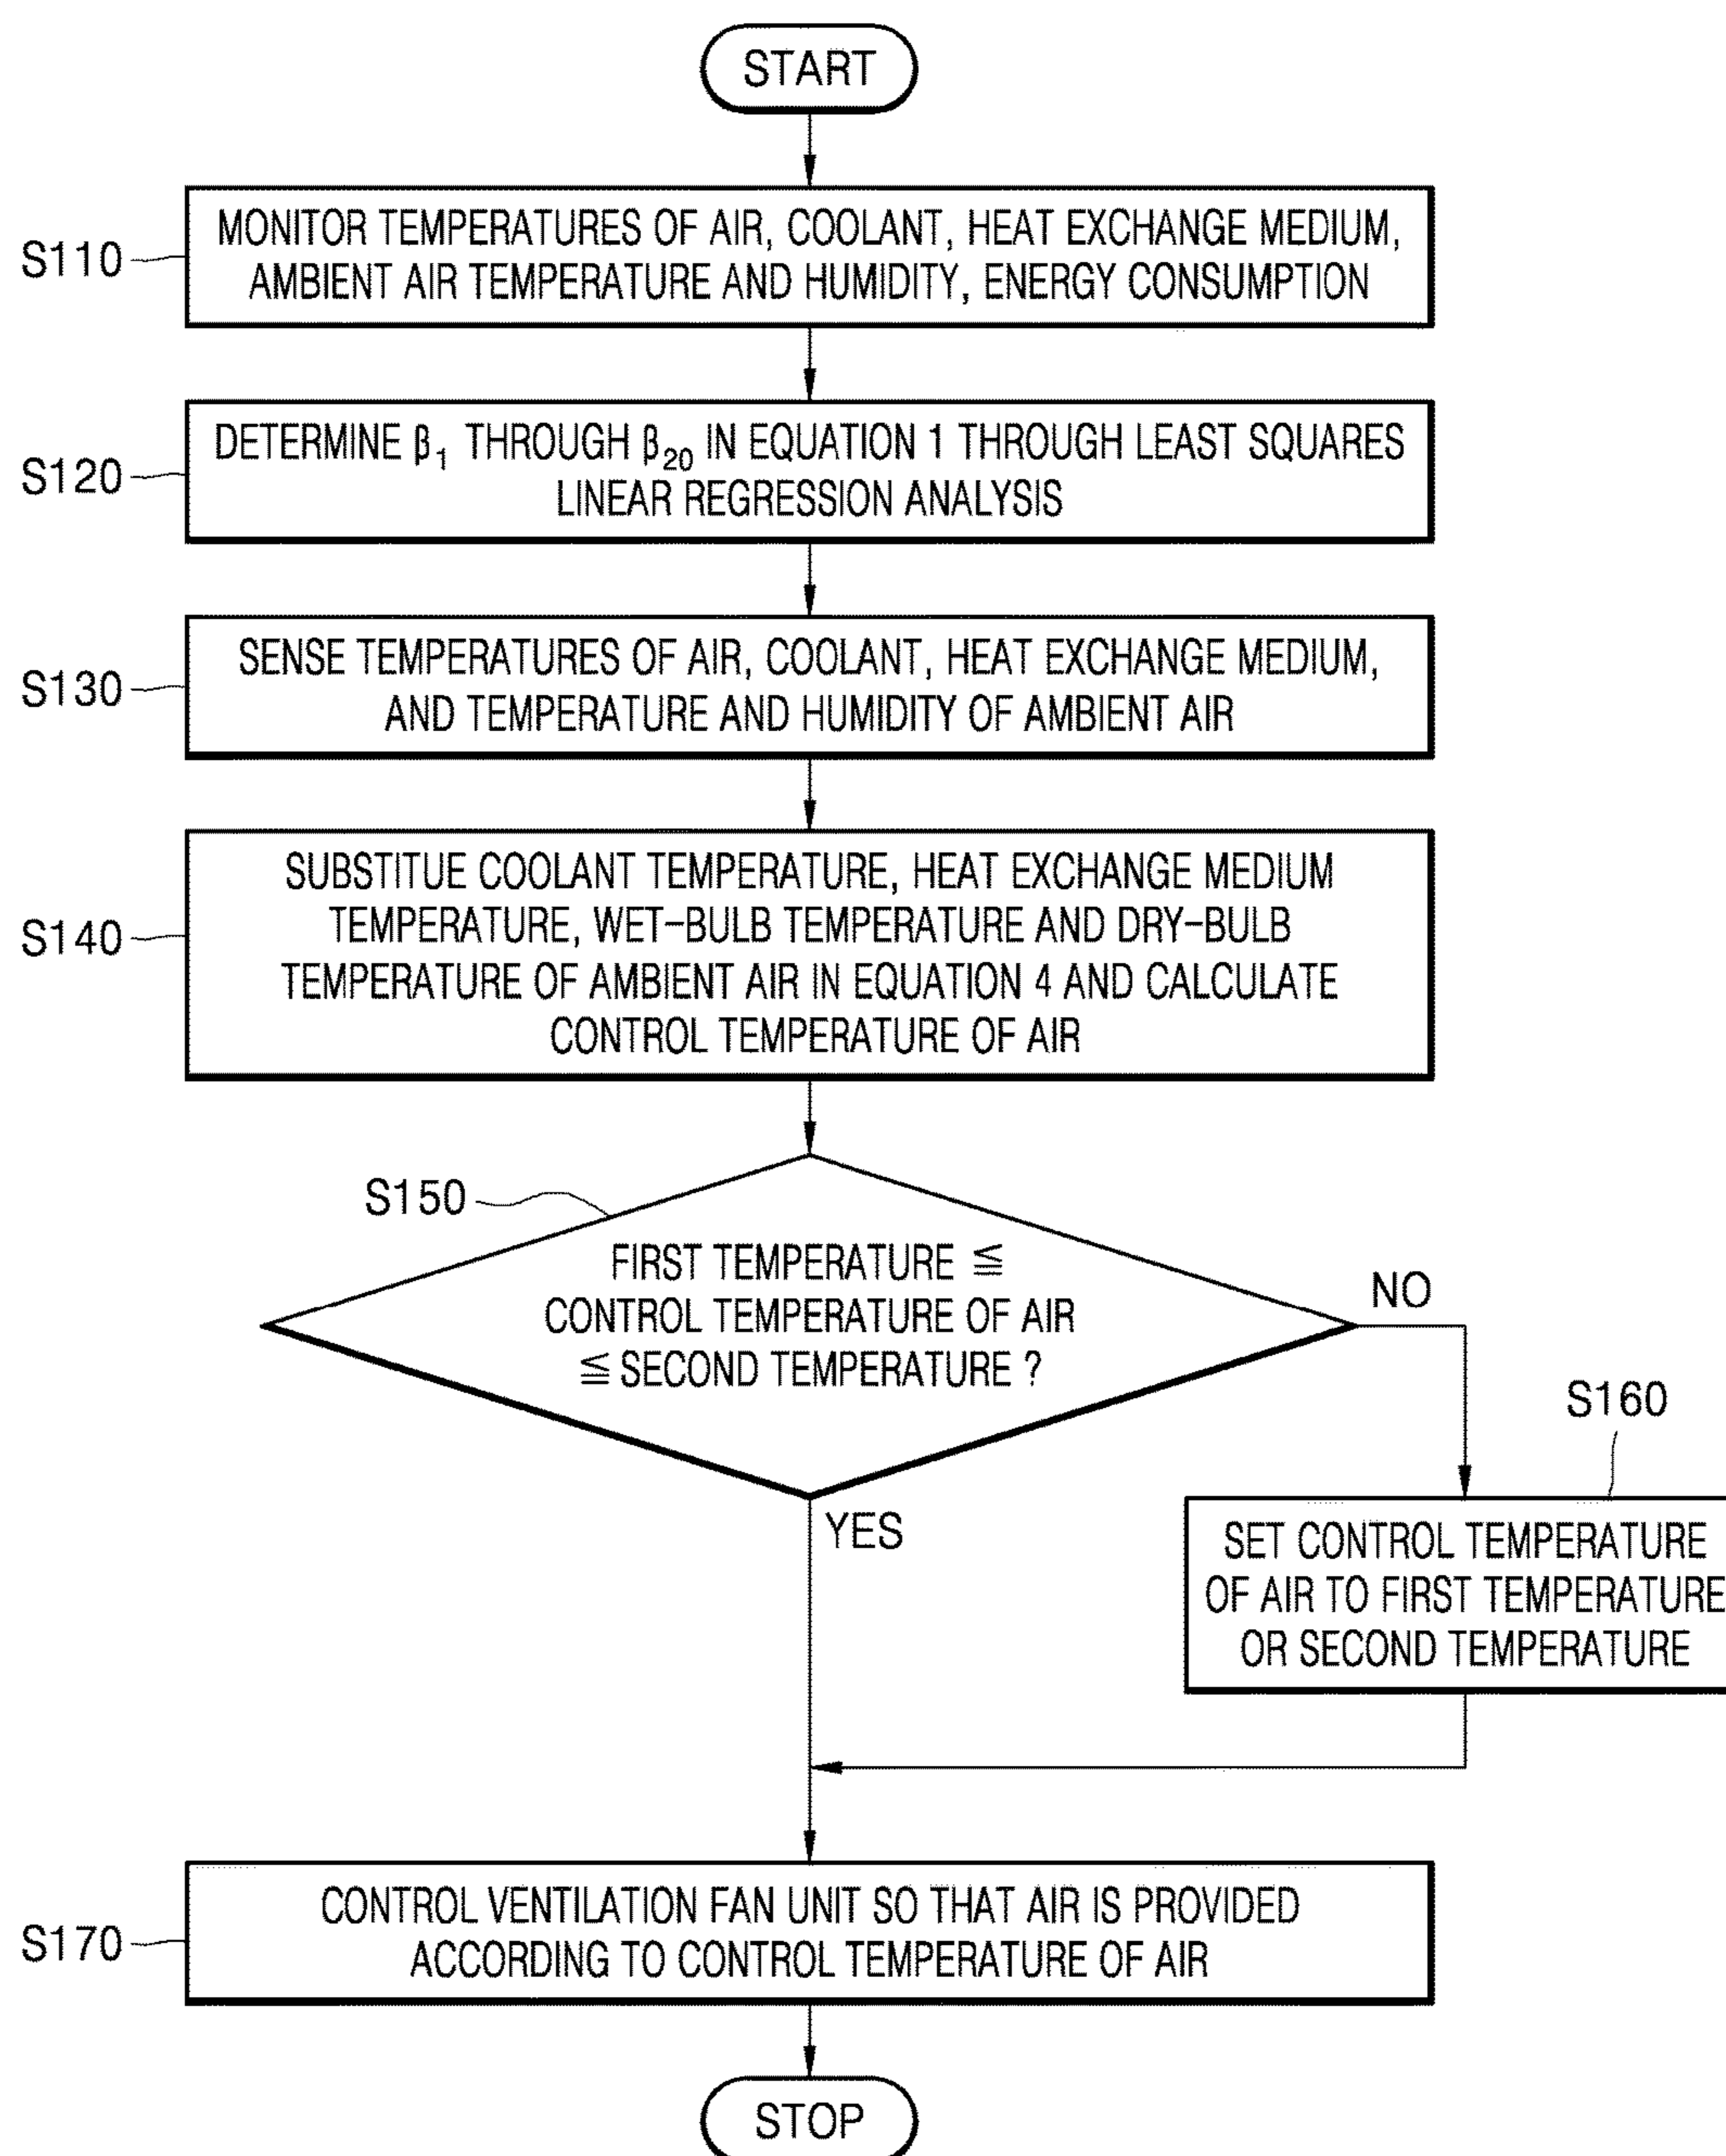 START
S110
MONITOR TEMPERATURES OF AIR, COOLANT, HEAT EXCHANGE MEDIUM,
AMBIENT AIR TEMPERATURE AND HUMIDITY, ENERGY CONSUMPTION
S120
DETERMINE β1 THROUGH β20 IN EQUATION 1 THROUGH LEAST SQUARES
LINEAR REGRESSION ANALYSIS
S130
SENSE TEMPERATURES OF AIR, COOLANT, HEAT EXCHANGE MEDIUM,
AND TEMPERATURE AND HUMIDITY OF AMBIENT AIR
S140
SUBSTITUE COOLANT TEMPERATURE, HEAT EXCHANGE MEDIUM
TEMPERATURE, WET-BULB TEMPERATURE AND DRY-BULB
TEMPERATURE OF AMBIENT AIR IN EQUATION 4 AND CALCULATE
CONTROL TEMPERATURE OF AIR
S150
FIRST TEMPERATURE ≦
CONTROL TEMPERATURE OF AIR
≦ SECOND TEMPERATURE ?
NO
YES
S160
SET CONTROL TEMPERATURE
OF AIR TO FIRST TEMPERATURE
OR SECOND TEMPERATURE
S170
CONTROL VENTILATION FAN UNIT SO THAT AIR IS PROVIDED
ACCORDING TO CONTROL TEMPERATURE OF AIR
STOP